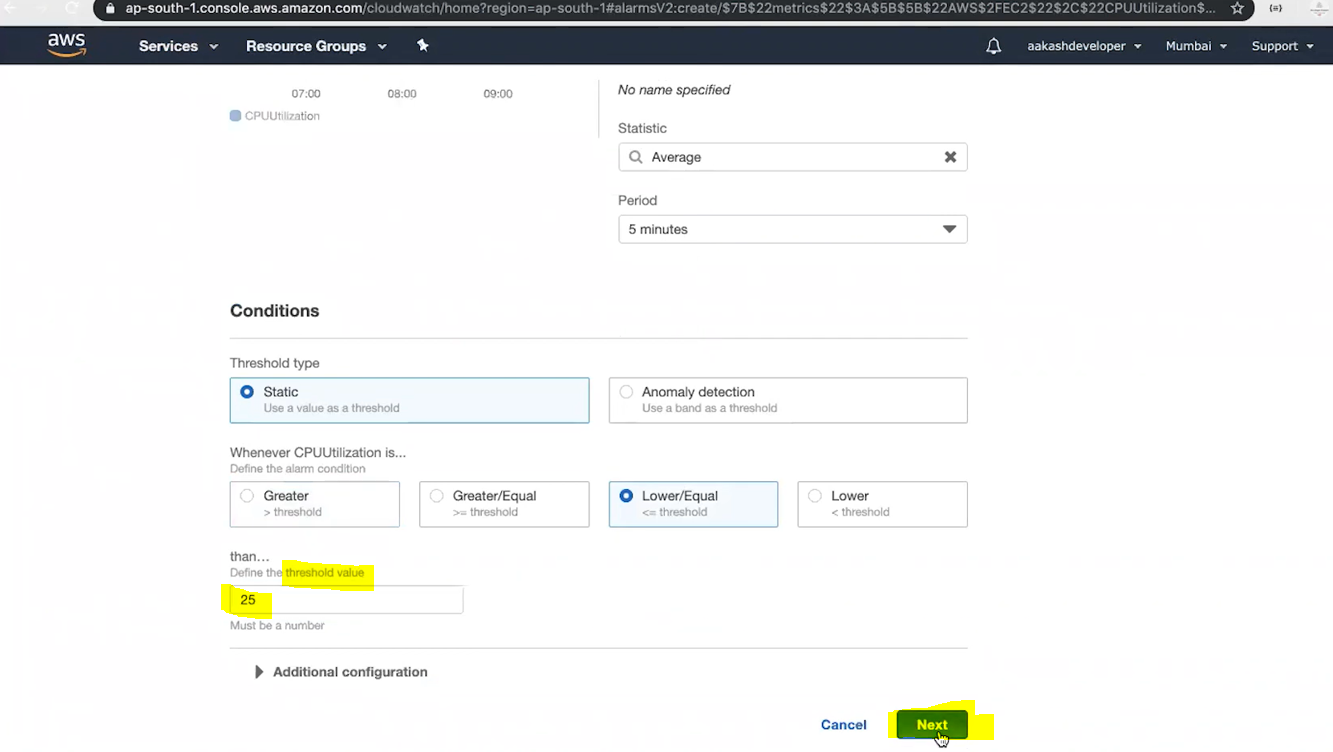 ap-south-1.console.aws.amazon.com/cloudwatch/home?region=ap-south-1#alarmsV2:create/$7B$22metrics$22$3A$5B$5B$22AWS$2FEC2$22$2C$22CPUUtilization$...
aws Services Resource Groups aakashdeveloper Mumbai Support
07:00 08:00 09:00
CPUUtilization
No name specified
Statistic
Average
Period
5 minutes
Conditions
Threshold type
Static
Use a value as a threshold
Anomaly detection
Use a band as a threshold
Whenever CPUUtilization is...
Define the alarm condition
Greater
> threshold
Greater/Equal
>= threshold
Lower/Equal
<= threshold
Lower
< threshold
than...
Define the threshold value
25
Must be a number
Additional configuration
Cancel Next